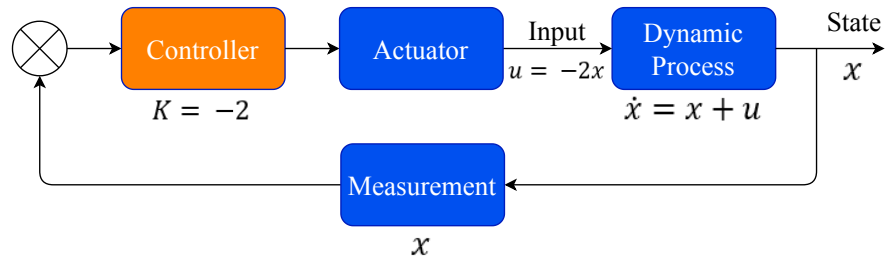 Controller
K = −2
Actuator
Input
u = −2x
Dynamic
Process
ẋ = x + u
State
x
Measurement
x